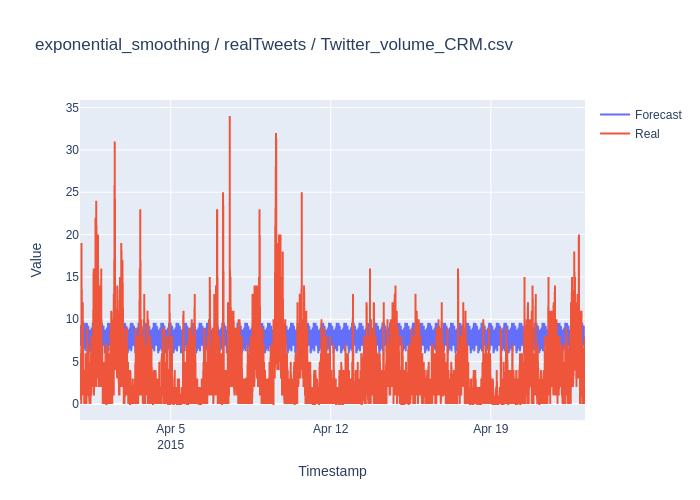 exponential_smoothing / realTweets / Twitter_volume_CRM.csv
Forecast
Real
Value
35
30
25
20
15
10
5
0
Apr 5
2015
Apr 12
Apr 19
Timestamp